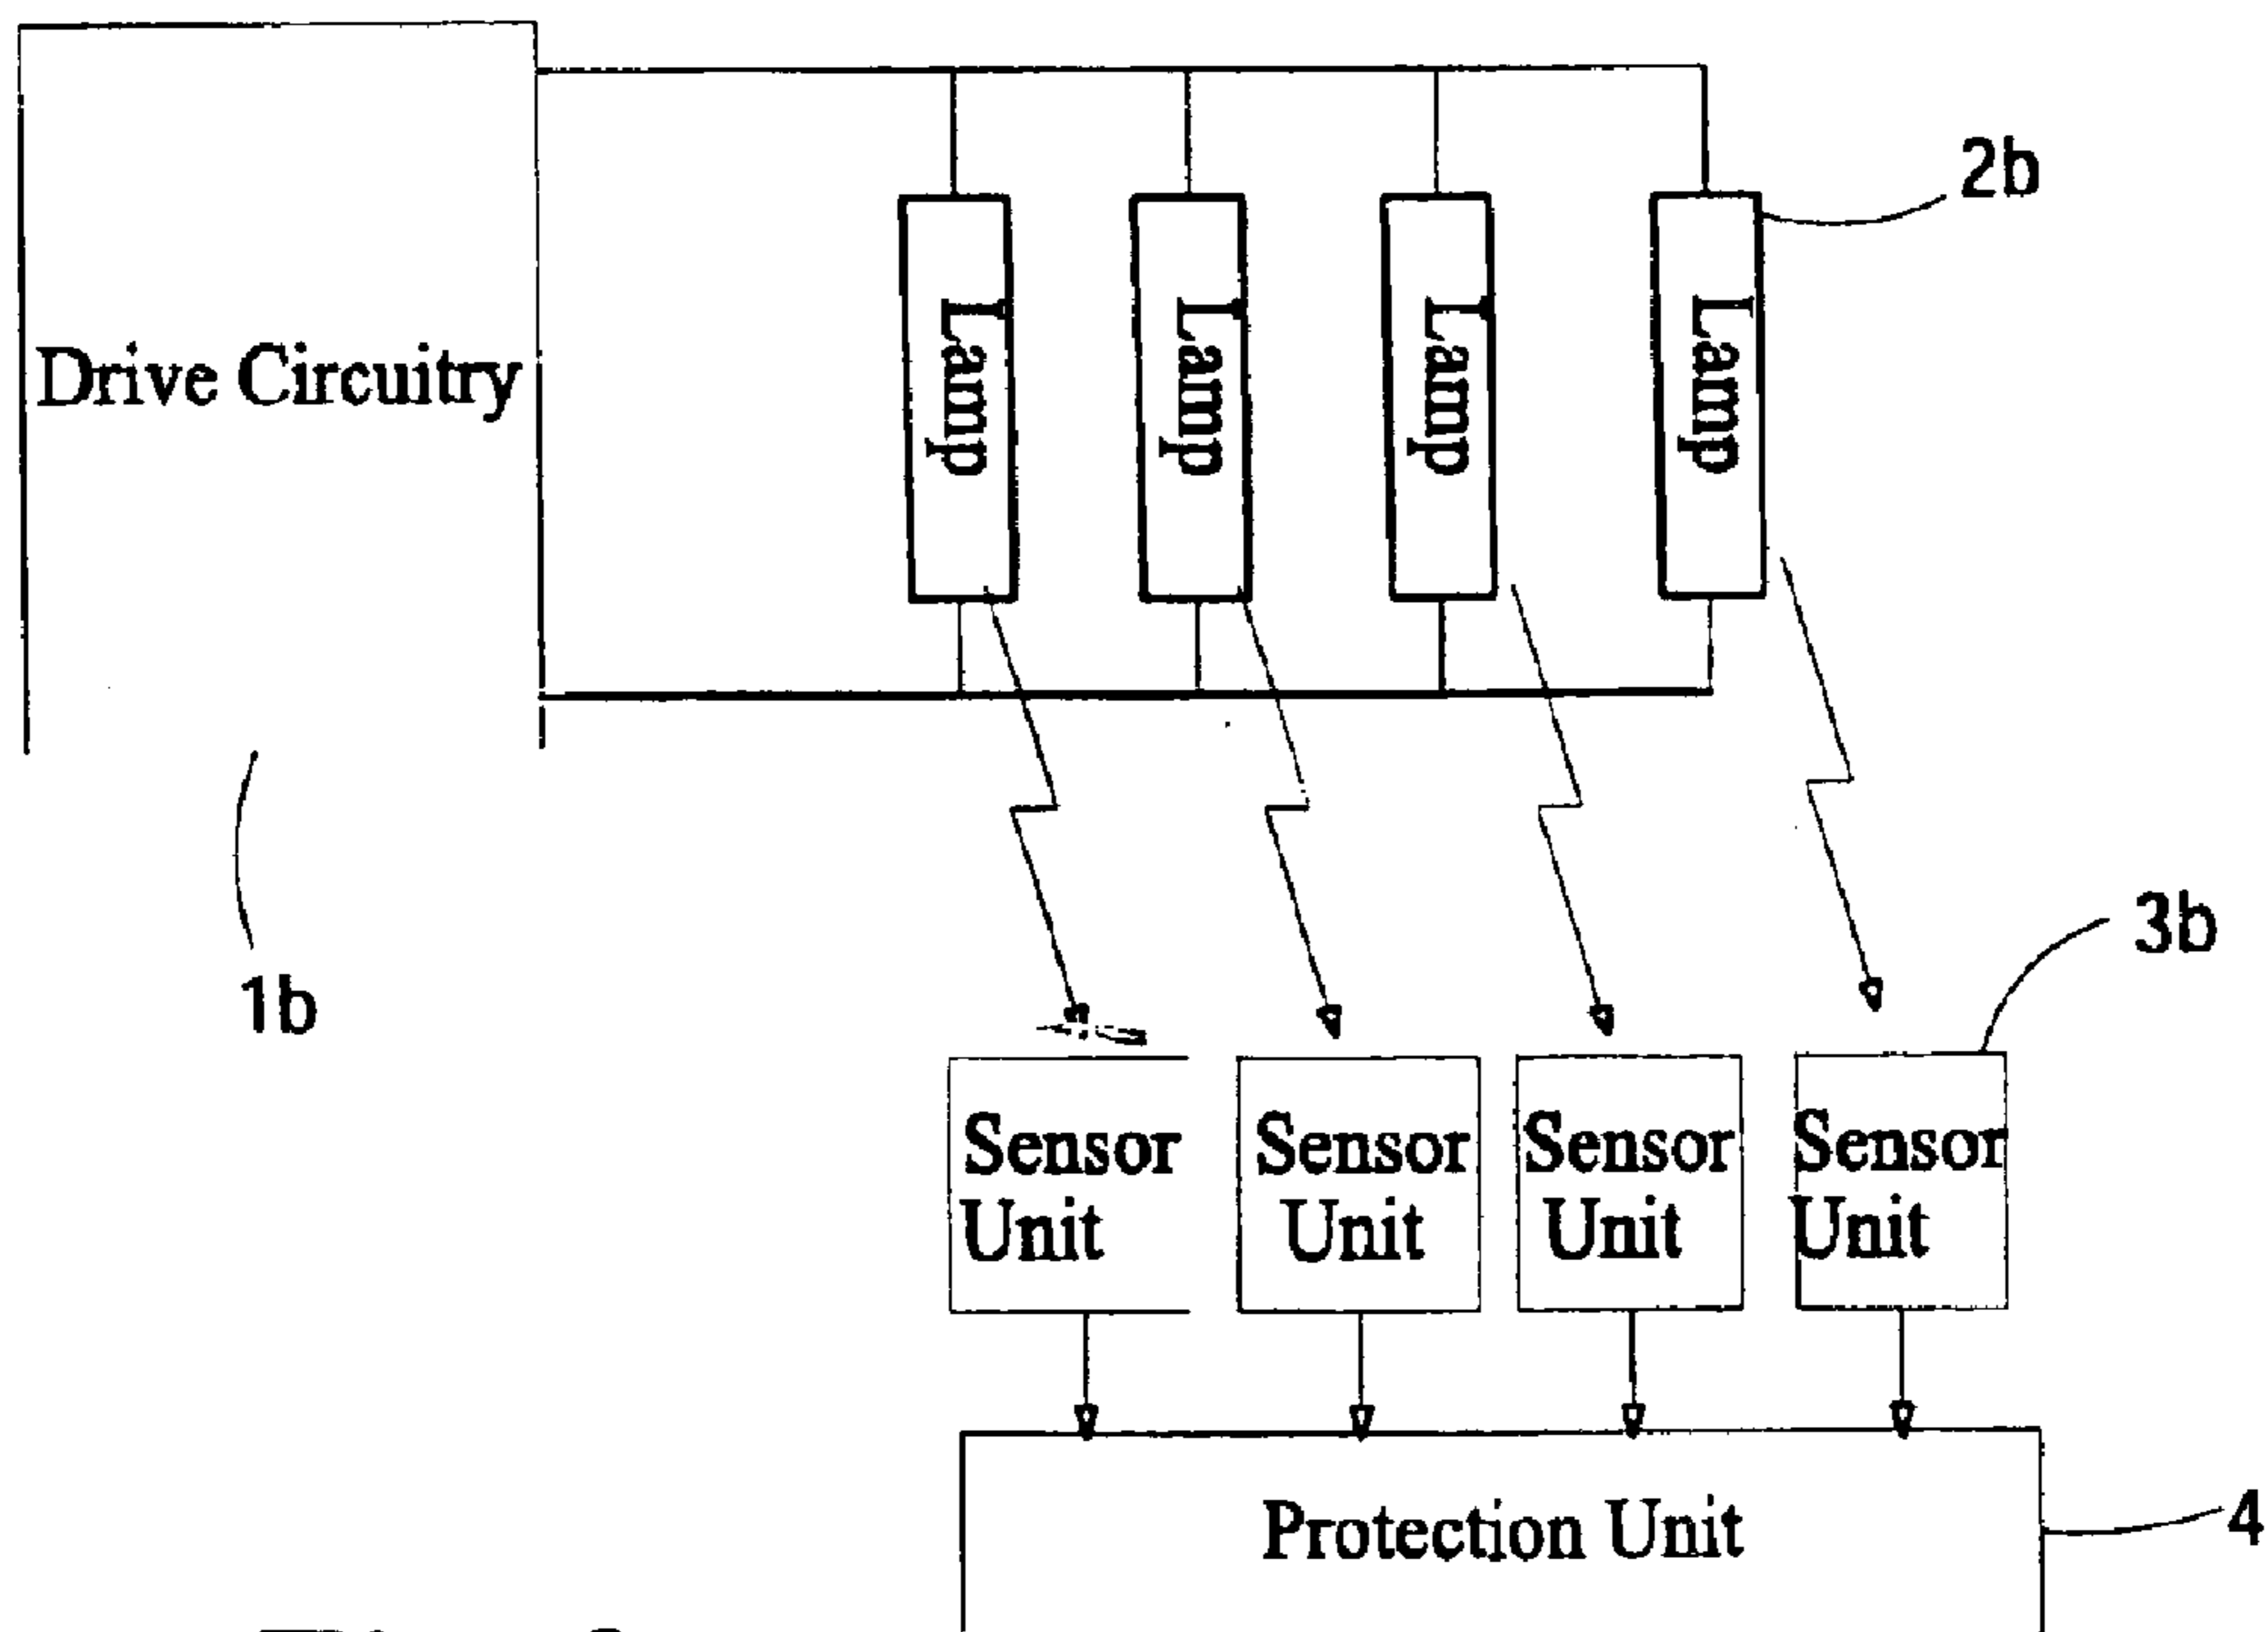 2b
Lamp
Lamp
Lamp
Lamp
Drive Circuitry
3b
1b
Sensor
Unit
Sensor
Unit
Sensor
Unit
Sensor
Unit
Protection Unit
4